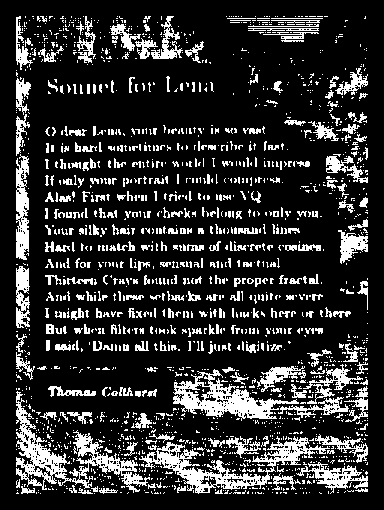 Sonnet for Lena
O dear Lena, your beauty is so vast
It is hard sometimes to describe it fast.
I thought the entire world I would impress
If only your portrait I could compress.
Alas! First when I tried to use VQ
I found that your cheeks belong to only you.
Your silky hair contains a thousand lines
Hard to match with sums of discrete cosines.
And for your lips, sensual and tactual
Thirteen Crays found not the proper fractal.
And while these setbacks are all quite severe
I might have fixed them with hacks here or there
But when filters took sparkle from your eyes
I said, 'Damn all this. I'll just digitize.'
Thomas Colthurst